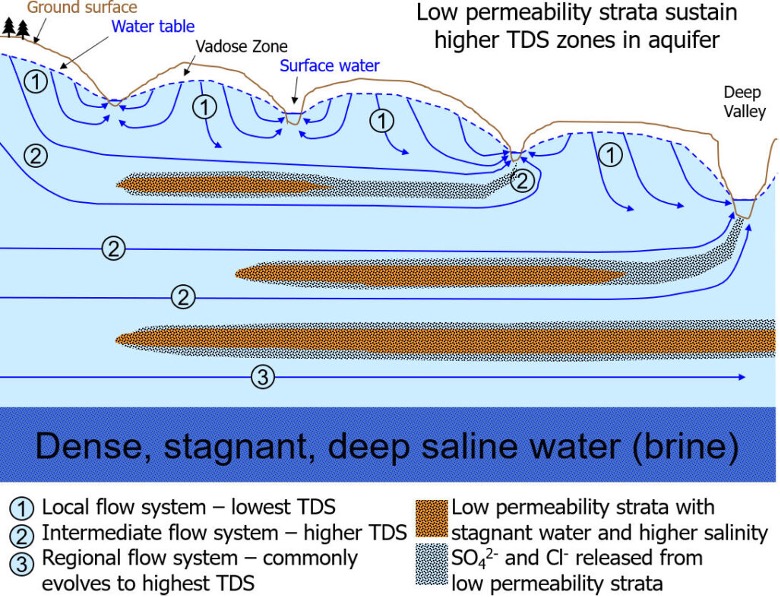 Ground surface
Low permeability strata sustain
Water table
higher TDS zones in aquifer
Vadose Zone
Surface water
Deep
Valley
1
1
1
1
2
2
2
2
3
Dense, stagnant, deep saline water (brine)
1 Local flow system – lowest TDS
2 Intermediate flow system – higher TDS
3 Regional flow system – commonly
evolves to highest TDS
Low permeability strata with
stagnant water and higher salinity
SO₄²⁻ and Cl⁻ released from
low permeability strata